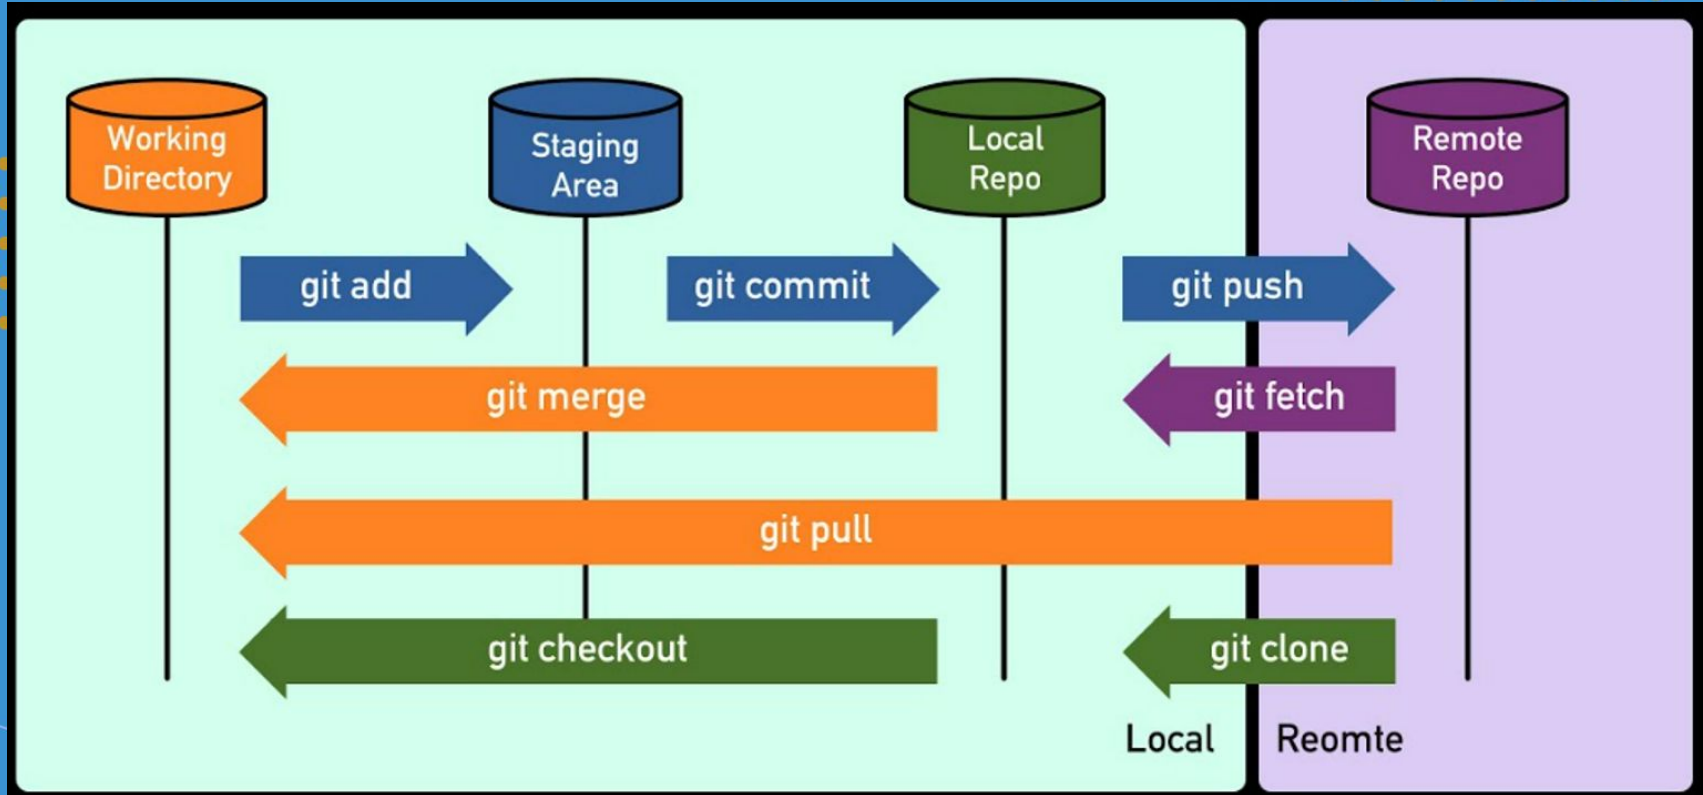 Working
Directory
Staging
Area
Local
Repo
Remote
Repo
git add
git commit
git push
git merge
git fetch
git pull
git checkout
git clone
Local
Reomte